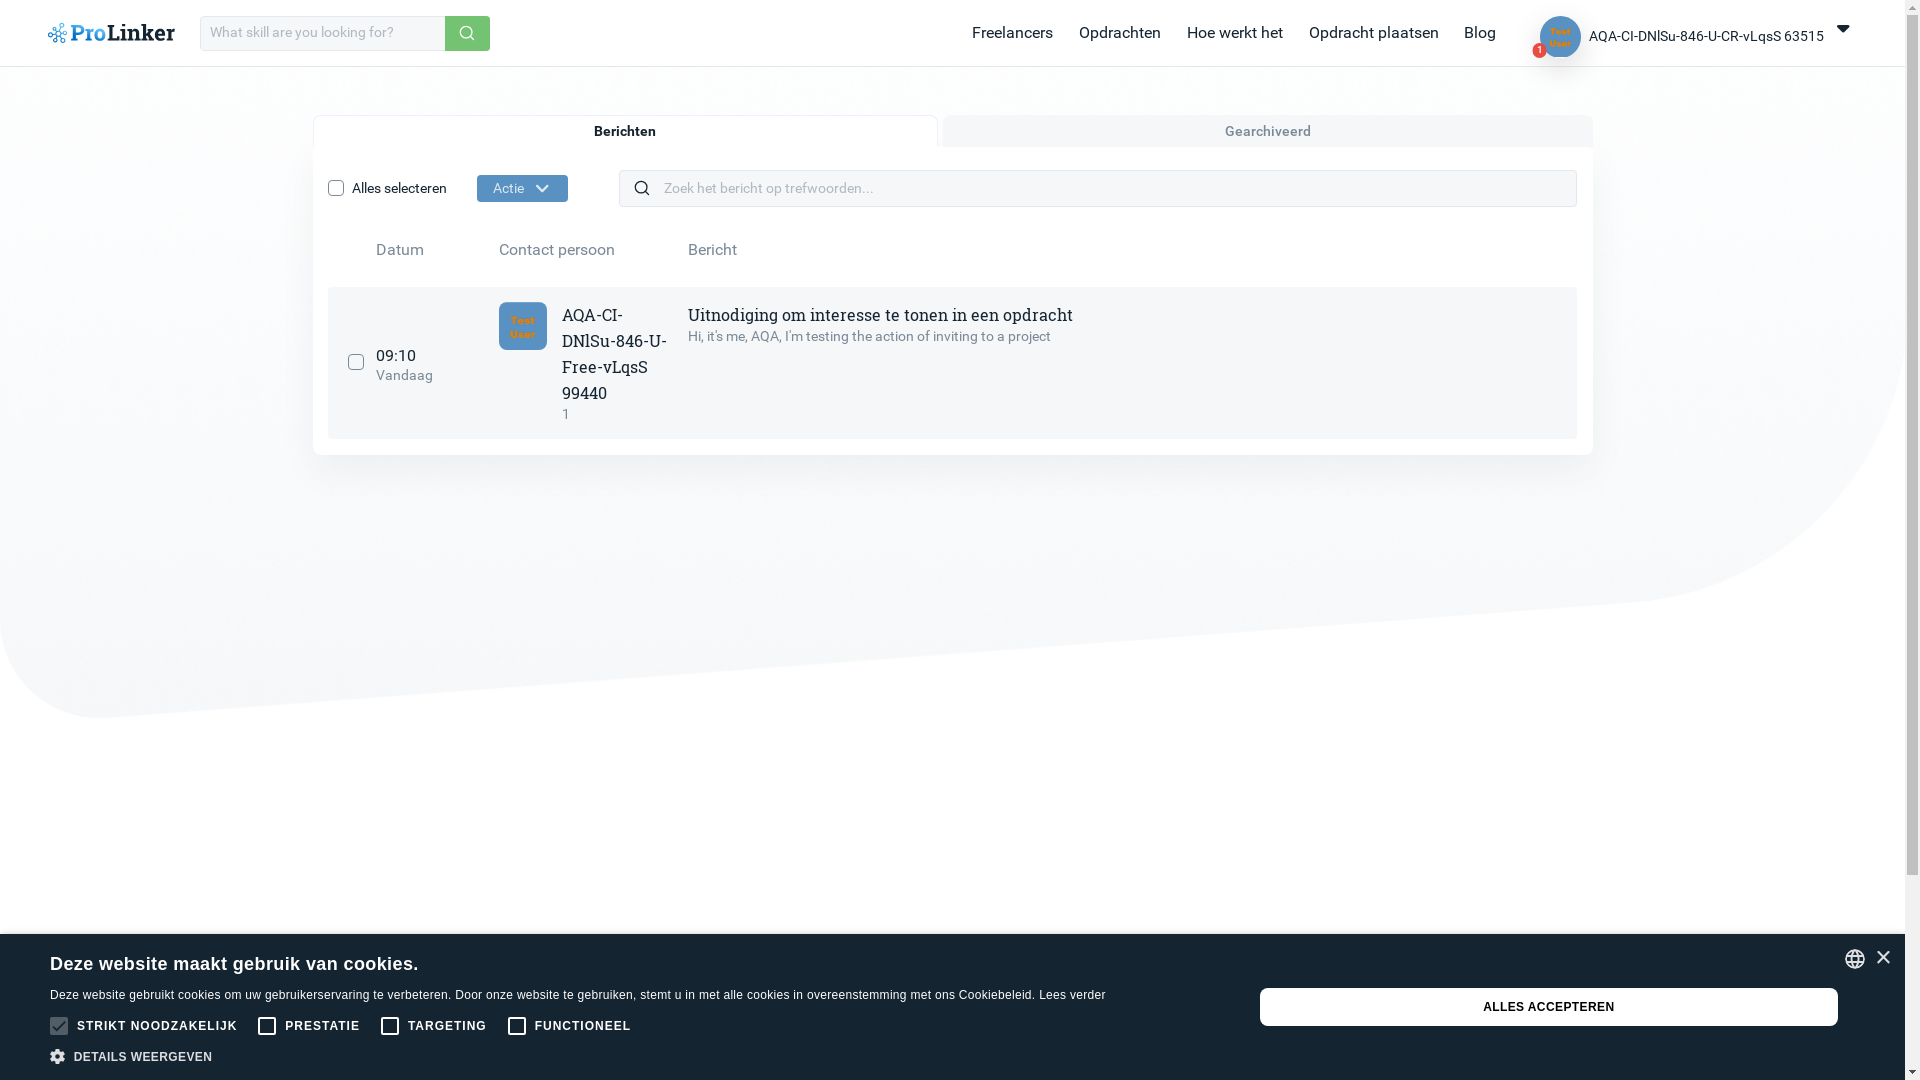 ProLinker
What skill are you looking for?
Freelancers
Opdrachten
Hoe werkt het
Opdracht plaatsen
Blog
Test
User
1
AQA-CI-DNlSu-846-U-CR-vLqsS 63515
Berichten
Gearchiveerd
Alles selecteren
Actie
Zoek het bericht op trefwoorden...
Datum
Contact persoon
Bericht
09:10
Vandaag
Test
User
AQA-CI-
DNlSu-846-U-
Free-vLqsS
99440
1
Uitnodiging om interesse te tonen in een opdracht
Hi, it's me, AQA, I'm testing the action of inviting to a project
Deze website maakt gebruik van cookies.
Deze website gebruikt cookies om uw gebruikerservaring te verbeteren. Door onze website te gebruiken, stemt u in met alle cookies in overeenstemming met ons Cookiebeleid. Lees verder
STRIKT NOODZAKELIJK
PRESTATIE
TARGETING
FUNCTIONEEL
DETAILS WEERGEVEN
ALLES ACCEPTEREN